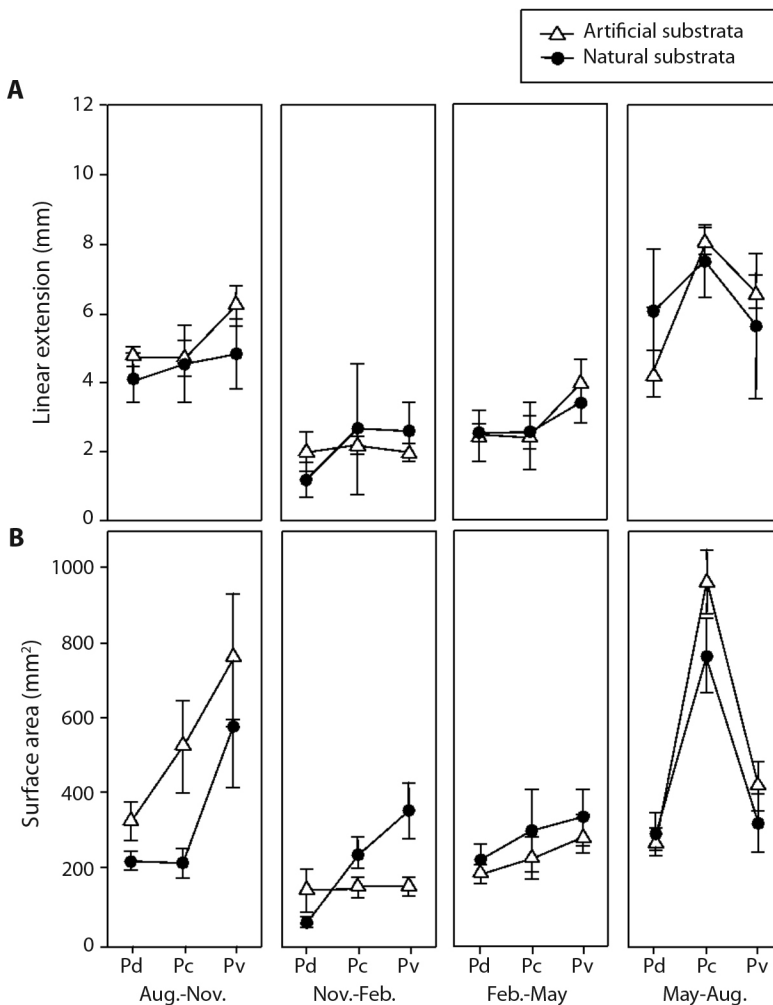 Artificial substrata
Natural substrata
A
12
10
8
6
4
2
0
Linear extension (mm)
B
1000
800
600
400
200
0
Surface area (mm²)
Pd Pc Pv Pd Pc Pv Pd Pc Pv Pd Pc Pv
Aug.-Nov. Nov.-Feb. Feb.-May May-Aug.